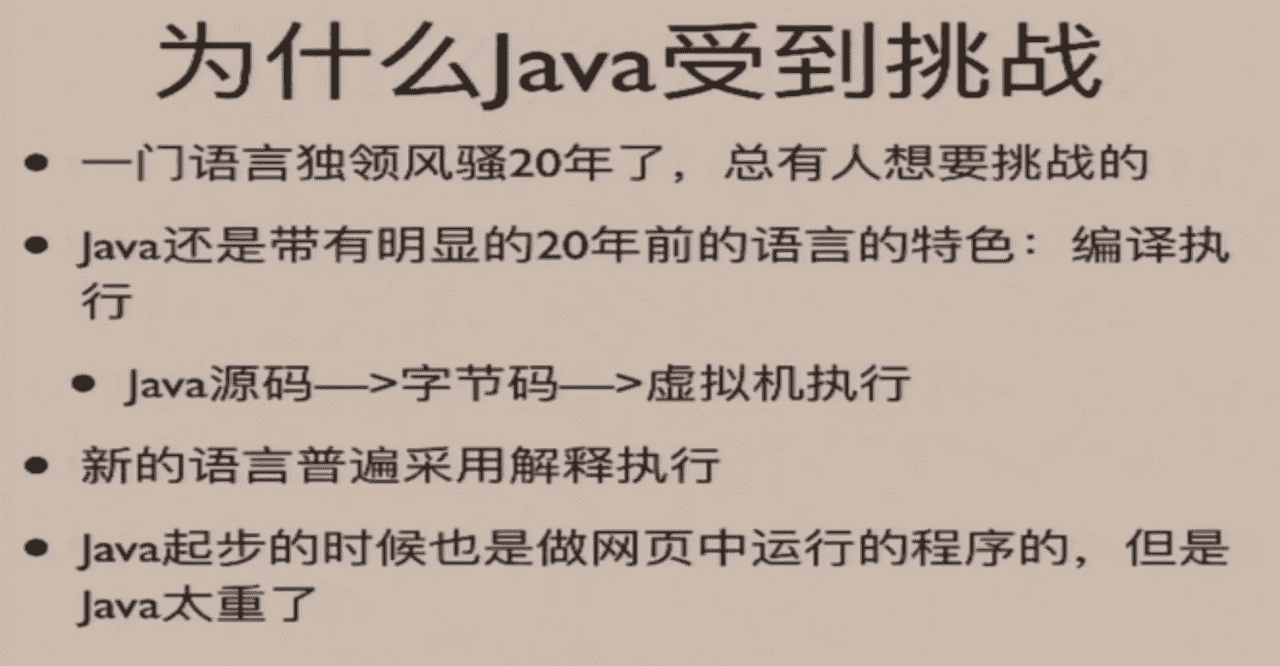 为什么Java受到挑战
• 一门语言独领风骚20年了，总有人想要挑战的
• Java还是带有明显的20年前的语言的特色：编译执
行
• Java源码—>字节码—>虚拟机执行
• 新的语言普遍采用解释执行
• Java起步的时候也是做网页中运行的程序的，但是
Java太重了